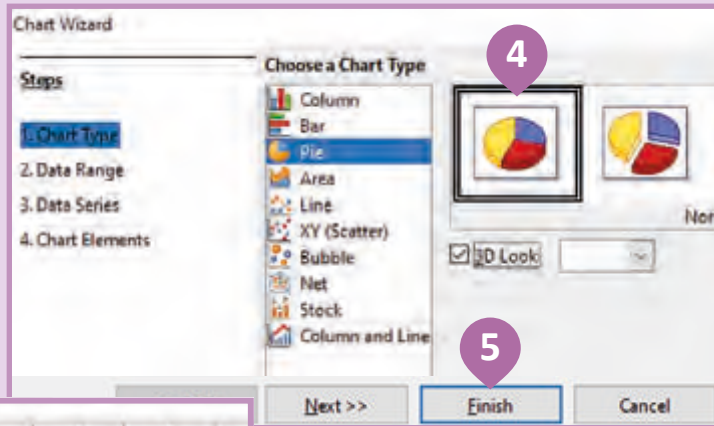 Chart Wizard
Steps
1. Chart Type
2. Data Range
3. Data Series
4. Chart Elements
Choose a Chart Type
Column
Bar
Pie
Area
Line
XY (Scatter)
Bubble
Net
Stock
Column and Line
4
Nor
3D Look
5
Next >>
Finish
Cancel